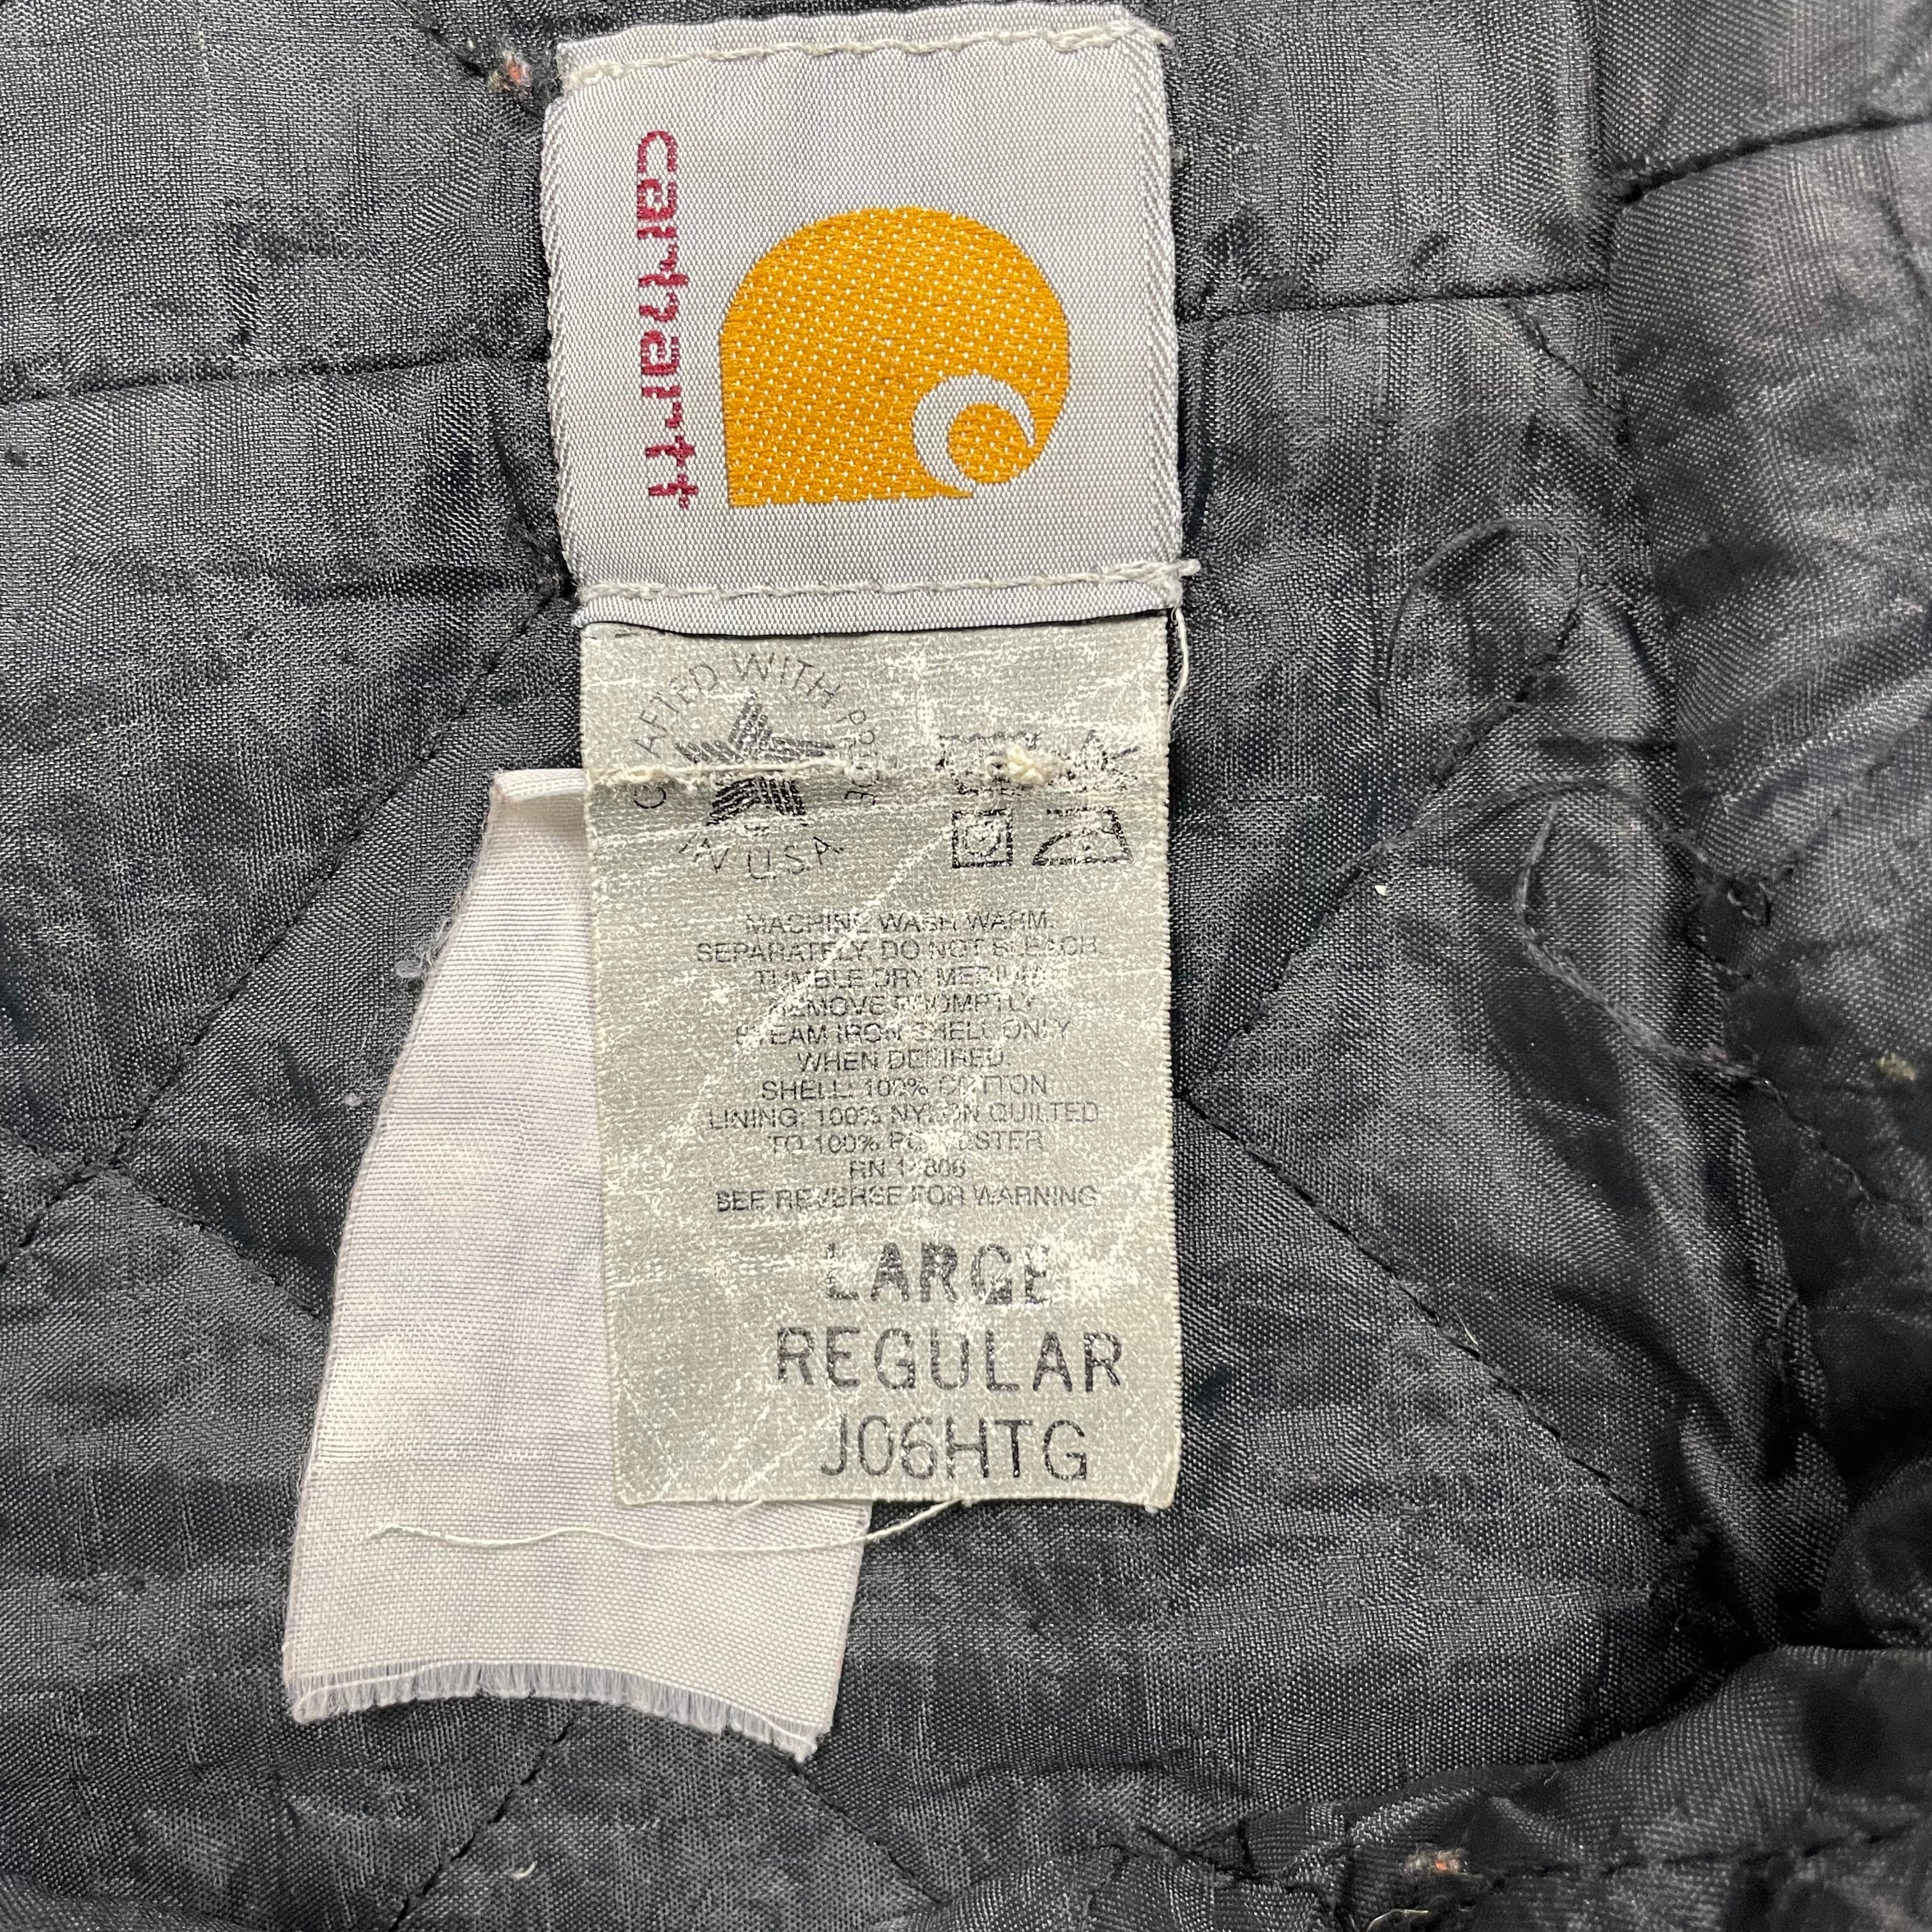 carhartt
CRAFTED WITH PRIDE
IN U.S.A.
MACHINE WASH WARM.
SEPARATELY. DO NOT BLEACH.
TUMBLE DRY MEDIUM
REMOVE PROMPTLY
STEAM IRON SHELL ONLY
WHEN DESIRED.
SHELL: 100% COTTON
LINING: 100% NYLON QUILTED
TO 100% POLYESTER
RN 14806
SEE REVERSE FOR WARNING
LARGE
REGULAR
J06HTG